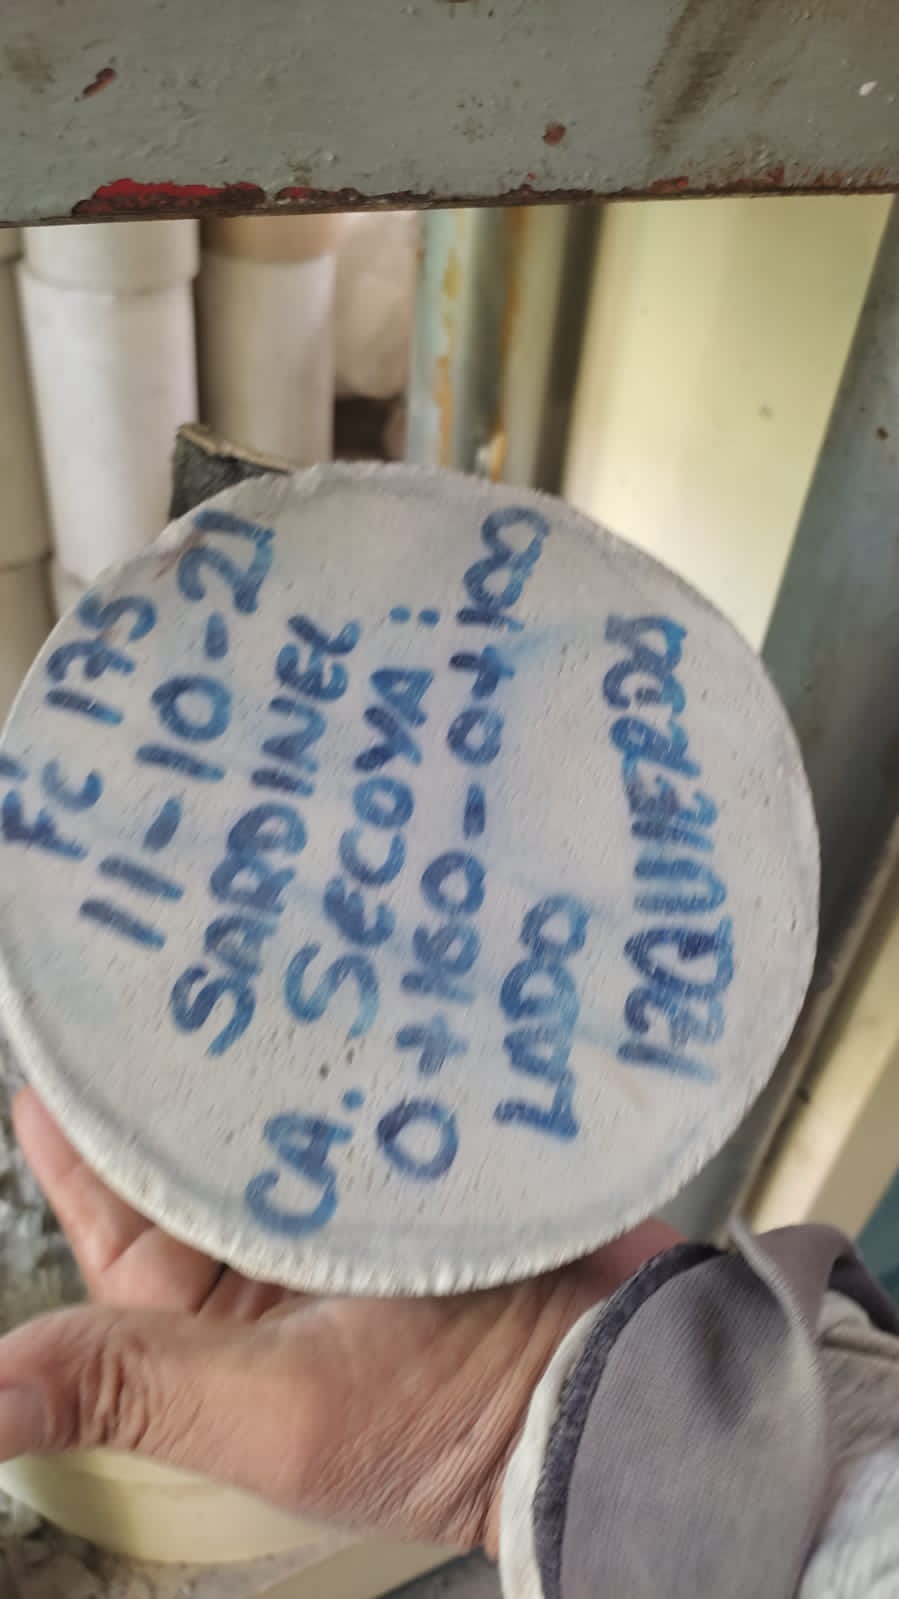 F'c 175
11-10-21
SARDINEL
CA. SECOYA:
0+160-0+100
LADO
IZQUIERDO